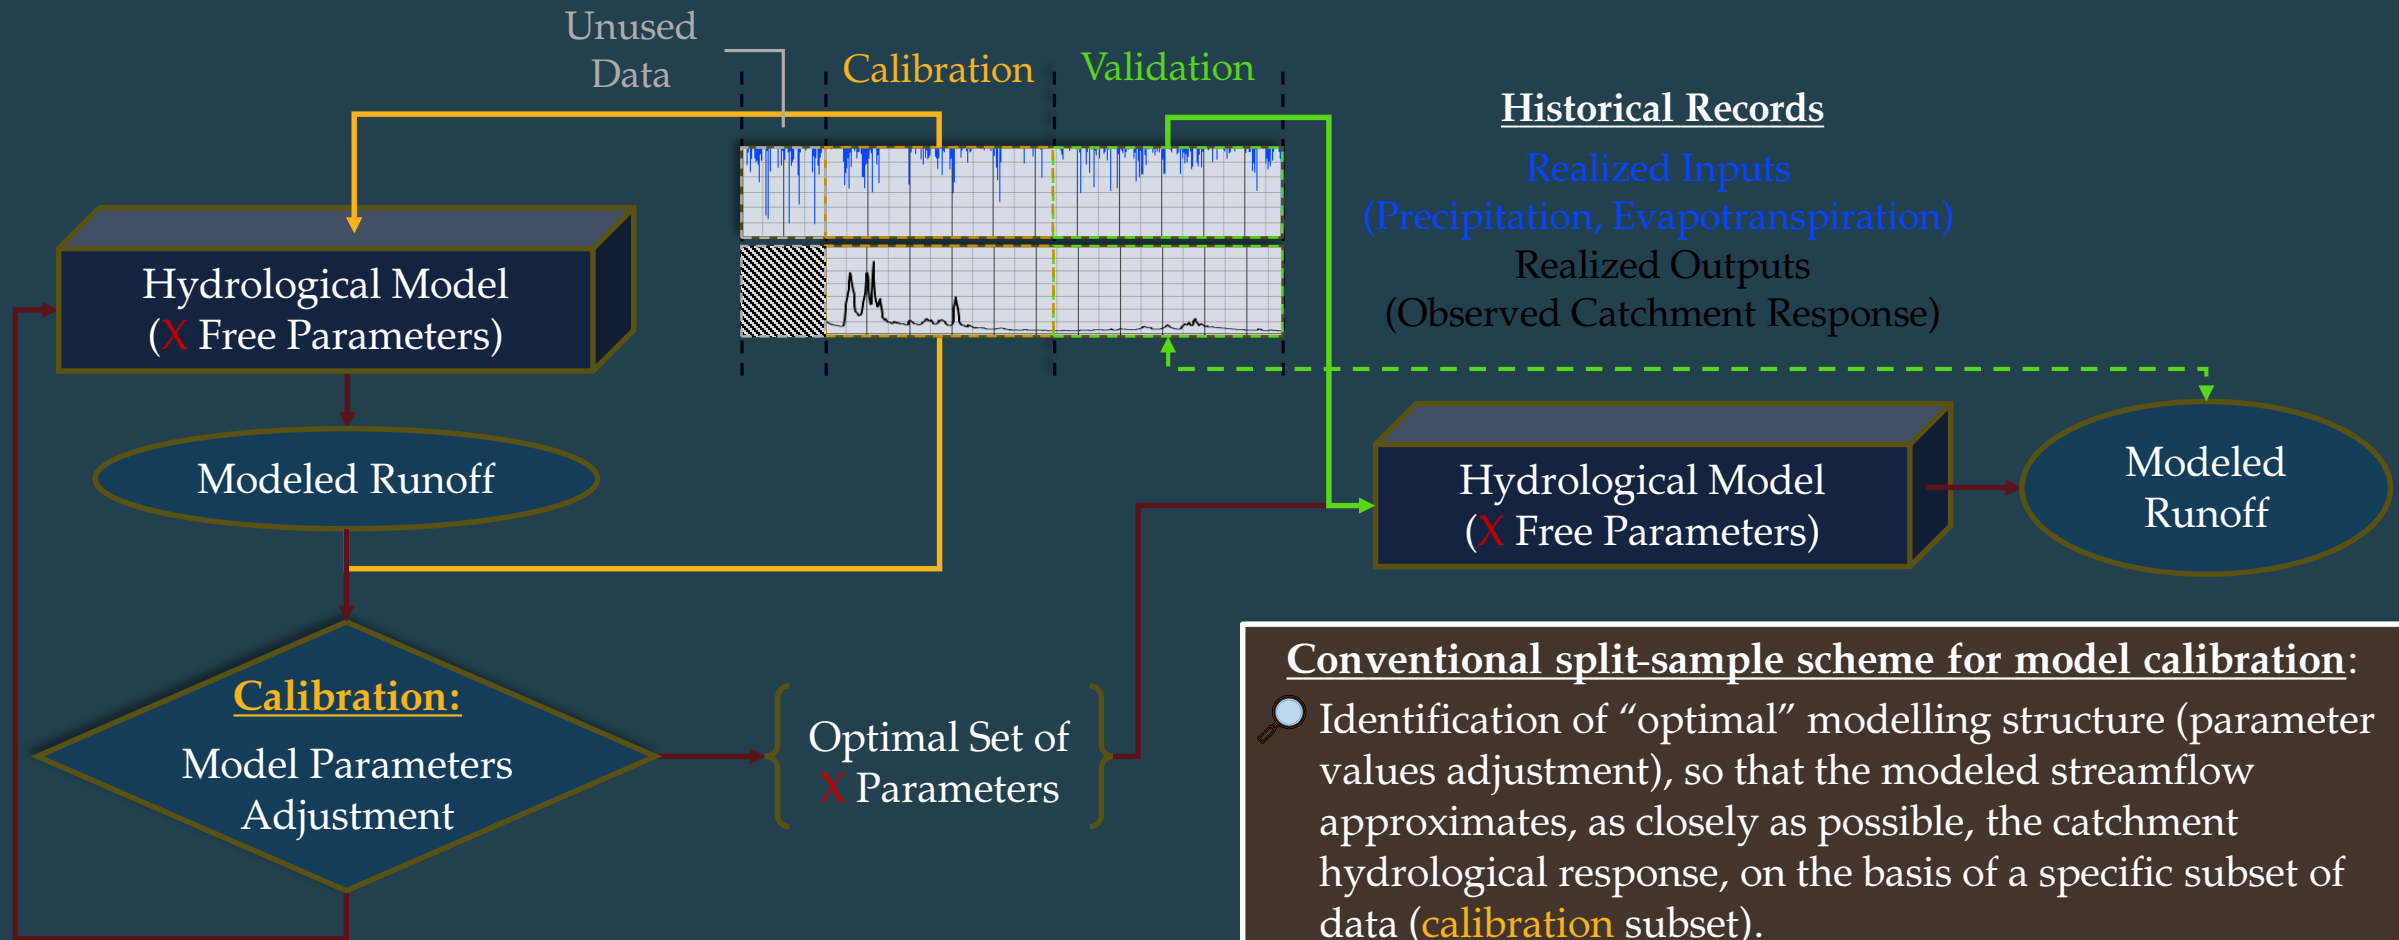 Unused
Data
Calibration
Validation
Historical Records
Realized Inputs
(Precipitation, Evapotranspiration)
Realized Outputs
(Observed Catchment Response)
Hydrological Model
(X Free Parameters)
Modeled Runoff
Calibration:
Model Parameters
Adjustment
Optimal Set of
X Parameters
Hydrological Model
(X Free Parameters)
Modeled
Runoff
Conventional split-sample scheme for model calibration:
Identification of “optimal” modelling structure (parameter
values adjustment), so that the modeled streamflow
approximates, as closely as possible, the catchment
hydrological response, on the basis of a specific subset of
data (calibration subset).